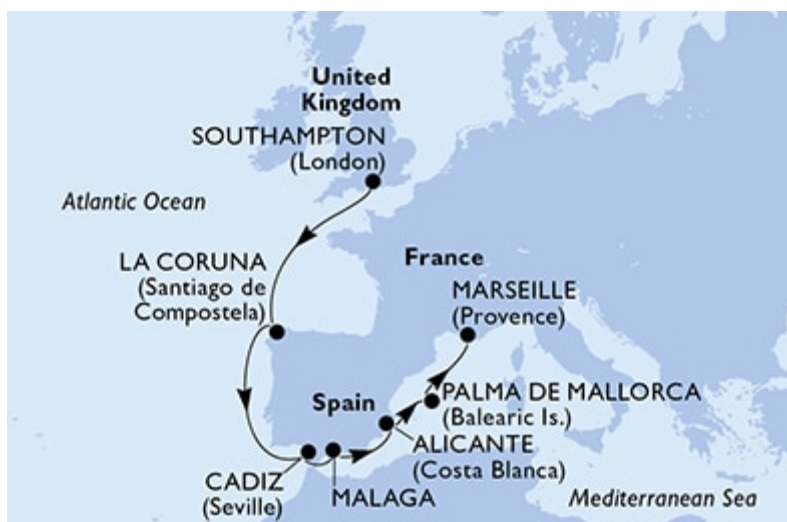 United
Kingdom
SOUTHAMPTON
(London)
Atlantic Ocean
LA CORUNA
(Santiago de
Compostela)
France
MARSEILLE
(Provence)
Spain
PALMA DE MALLORCA
(Balearic Is.)
ALICANTE
(Costa Blanca)
CADIZ
(Seville)
MALAGA
Mediterranean Sea